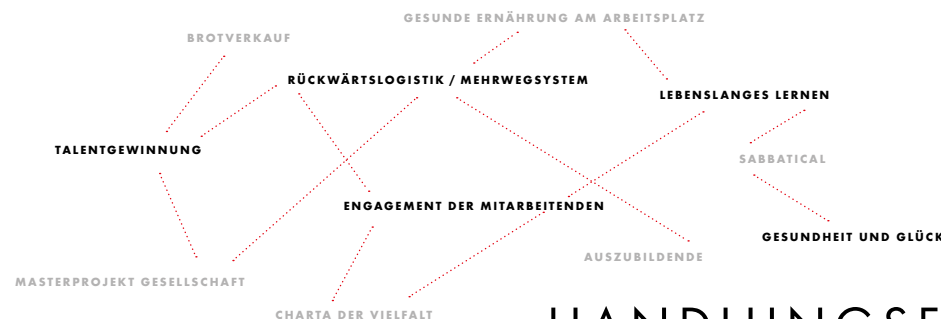 GESUNDE ERNÄHRUNG AM ARBEITSPLATZ
BROTVERKAUF
RÜCKWÄRTSLOGISTIK / MEHRWEGSYSTEM
LEBENSLANGES LERNEN
TALENTGEWINNUNG
SABBATICAL
ENGAGEMENT DER MITARBEITENDEN
GESUNDHEIT UND GLÜCK
AUSZUBILDENDE
MASTERPROJEKT GESELLSCHAFT
CHARTA DER VIELFALT